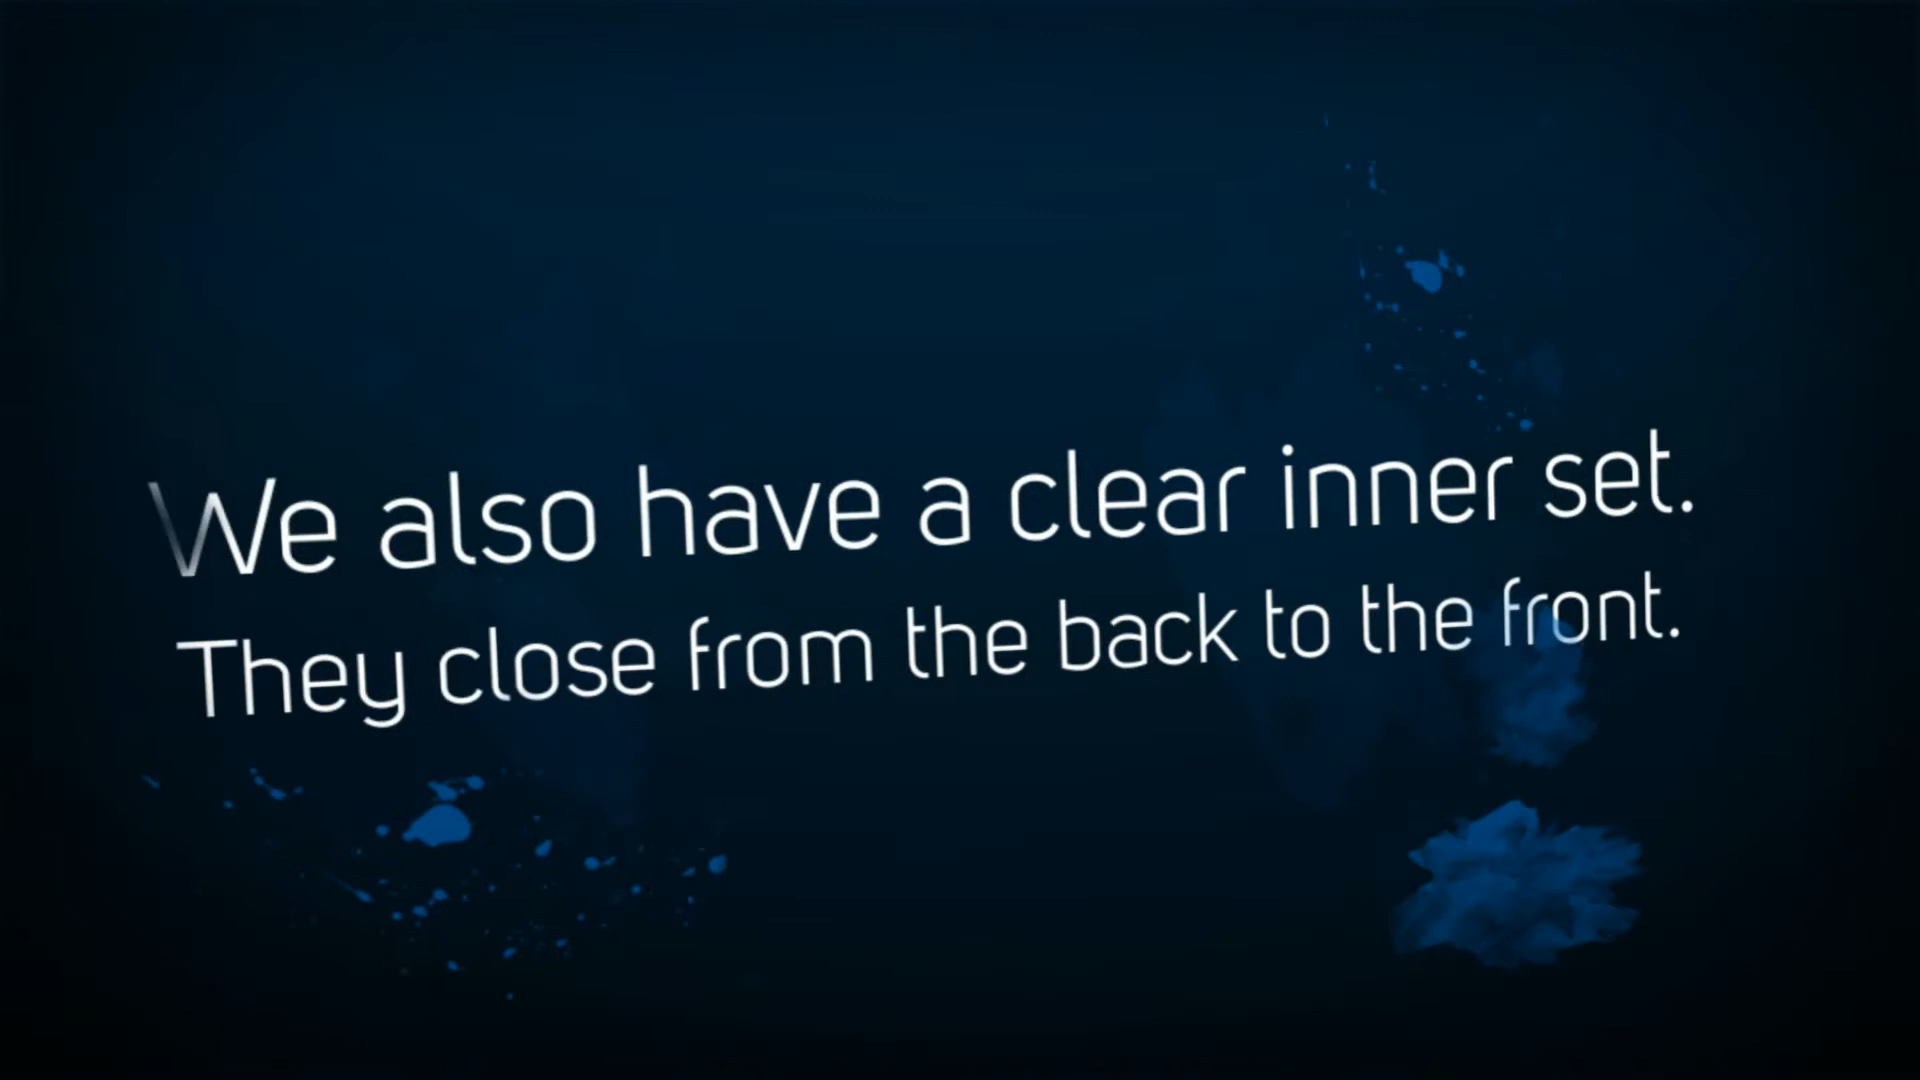 We also have a clear inner set.
They close from the back to the front.